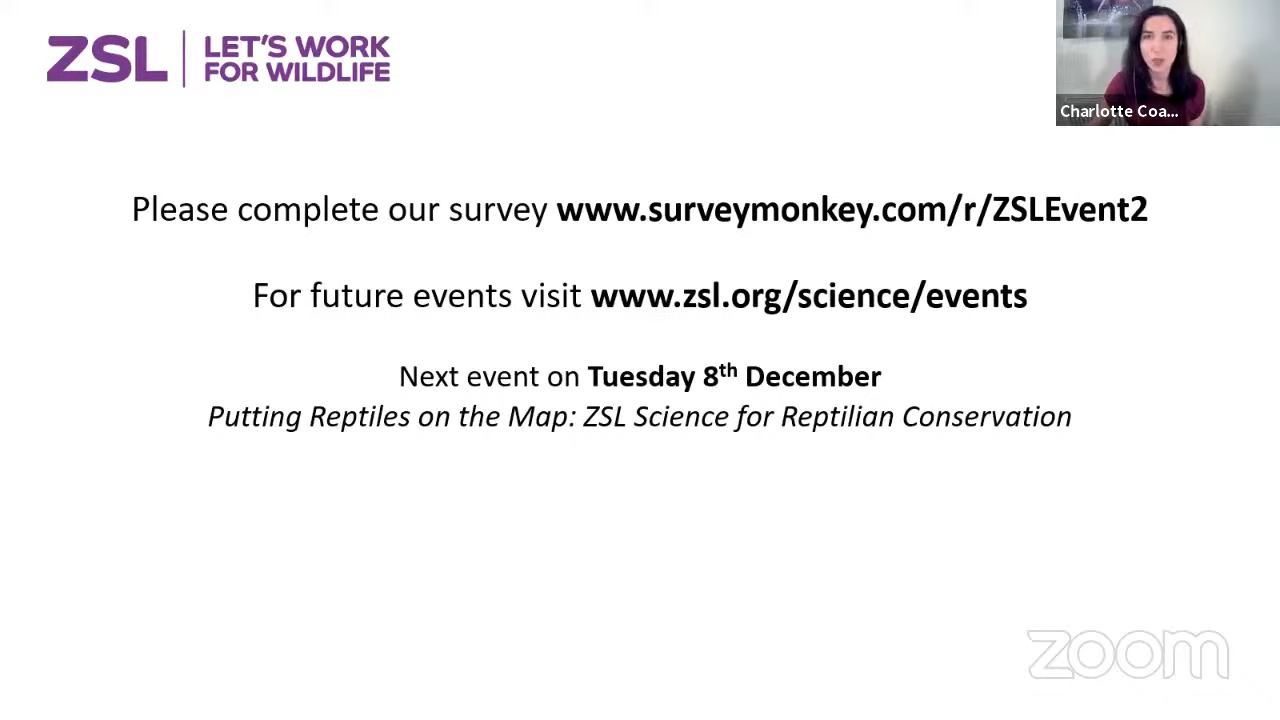 ZSL
LET'S WORK
FOR WILDLIFE
Charlotte Coa...
Please complete our survey www.surveymonkey.com/r/ZSLEvent2
For future events visit www.zsl.org/science/events
Next event on Tuesday 8th December
Putting Reptiles on the Map: ZSL Science for Reptilian Conservation
zoom